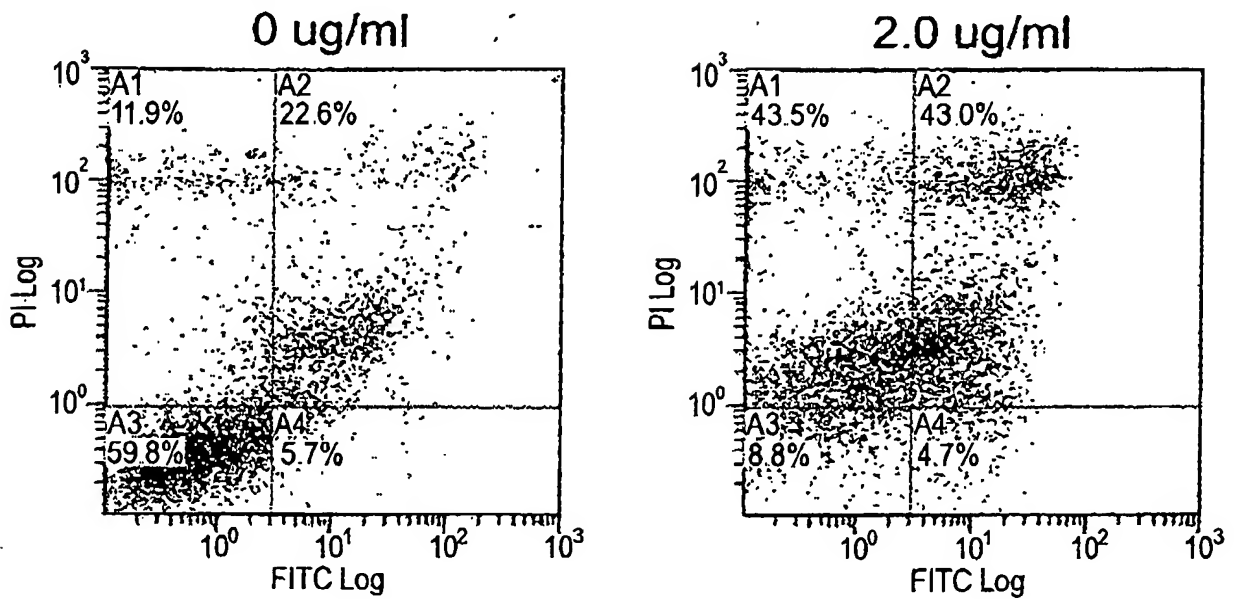 0 ug/ml
10³
A1
11.9%
A2
22.6%
10²
PI Log
10¹
10⁰
A3
59.8%
A4
5.7%
10⁰ 10¹ 10² 10³
FITC Log
2.0 ug/ml
10³
A1
43.5%
A2
43.0%
10²
PI Log
10¹
10⁰
A3
8.8%
A4
4.7%
10⁰ 10¹ 10² 10³
FITC Log